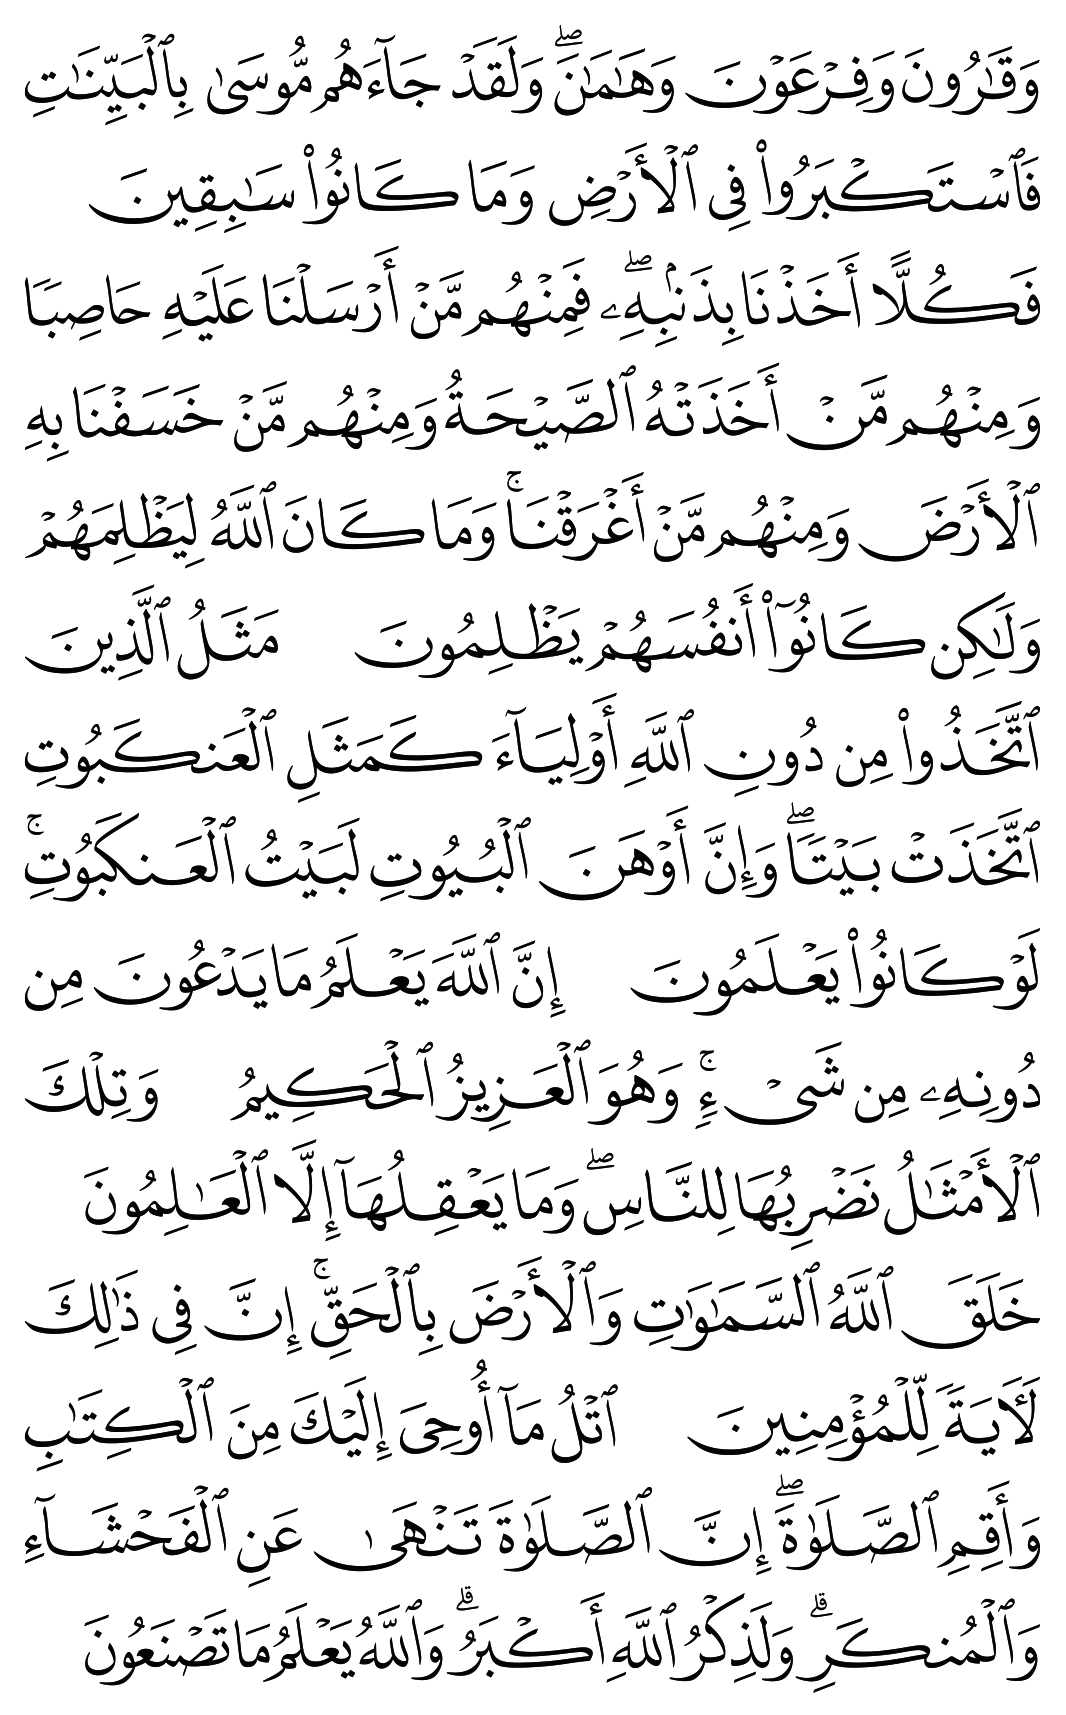 وَقَٰرُونَ وَفِرْعَوْنَ وَهَٰمَٰنَۖ وَلَقَدْ جَآءَهُم مُّوسَىٰ بِٱلْبَيِّنَٰتِ
فَٱسْتَكْبَرُوا۟ فِى ٱلْأَرْضِ وَمَا كَانُوا۟ سَٰبِقِينَ
فَكُلًّا أَخَذْنَا بِذَنۢبِهِۦۖ فَمِنْهُم مَّنْ أَرْسَلْنَا عَلَيْهِ حَاصِبًا
وَمِنْهُم مَّنْ أَخَذَتْهُ ٱلصَّيْحَةُ وَمِنْهُم مَّنْ خَسَفْنَا بِهِ
ٱلْأَرْضَ وَمِنْهُم مَّنْ أَغْرَقْنَاۚ وَمَا كَانَ ٱللَّهُ لِيَظْلِمَهُمْ
وَلَٰكِن كَانُوٓا۟ أَنفُسَهُمْ يَظْلِمُونَ مَثَلُ ٱلَّذِينَ
ٱتَّخَذُوا۟ مِن دُونِ ٱللَّهِ أَوْلِيَآءَ كَمَثَلِ ٱلْعَنكَبُوتِ
ٱتَّخَذَتْ بَيْتًاۖ وَإِنَّ أَوْهَنَ ٱلْبُيُوتِ لَبَيْتُ ٱلْعَنكَبُوتِۚ
لَوْ كَانُوا۟ يَعْلَمُونَ إِنَّ ٱللَّهَ يَعْلَمُ مَا يَدْعُونَ مِن
دُونِهِۦ مِن شَىْءٍۚ وَهُوَ ٱلْعَزِيزُ ٱلْحَكِيمُ وَتِلْكَ
ٱلْأَمْثَٰلُ نَضْرِبُهَا لِلنَّاسِۖ وَمَا يَعْقِلُهَآ إِلَّا ٱلْعَٰلِمُونَ
خَلَقَ ٱللَّهُ ٱلسَّمَٰوَٰتِ وَٱلْأَرْضَ بِٱلْحَقِّۚ إِنَّ فِى ذَٰلِكَ
لَءَايَةً لِّلْمُؤْمِنِينَ ٱتْلُ مَآ أُوحِىَ إِلَيْكَ مِنَ ٱلْكِتَٰبِ
وَأَقِمِ ٱلصَّلَوٰةَۖ إِنَّ ٱلصَّلَوٰةَ تَنْهَىٰ عَنِ ٱلْفَحْشَآءِ
وَٱلْمُنكَرِۗ وَلَذِكْرُ ٱللَّهِ أَكْبَرُۗ وَٱللَّهُ يَعْلَمُ مَا تَصْنَعُونَ